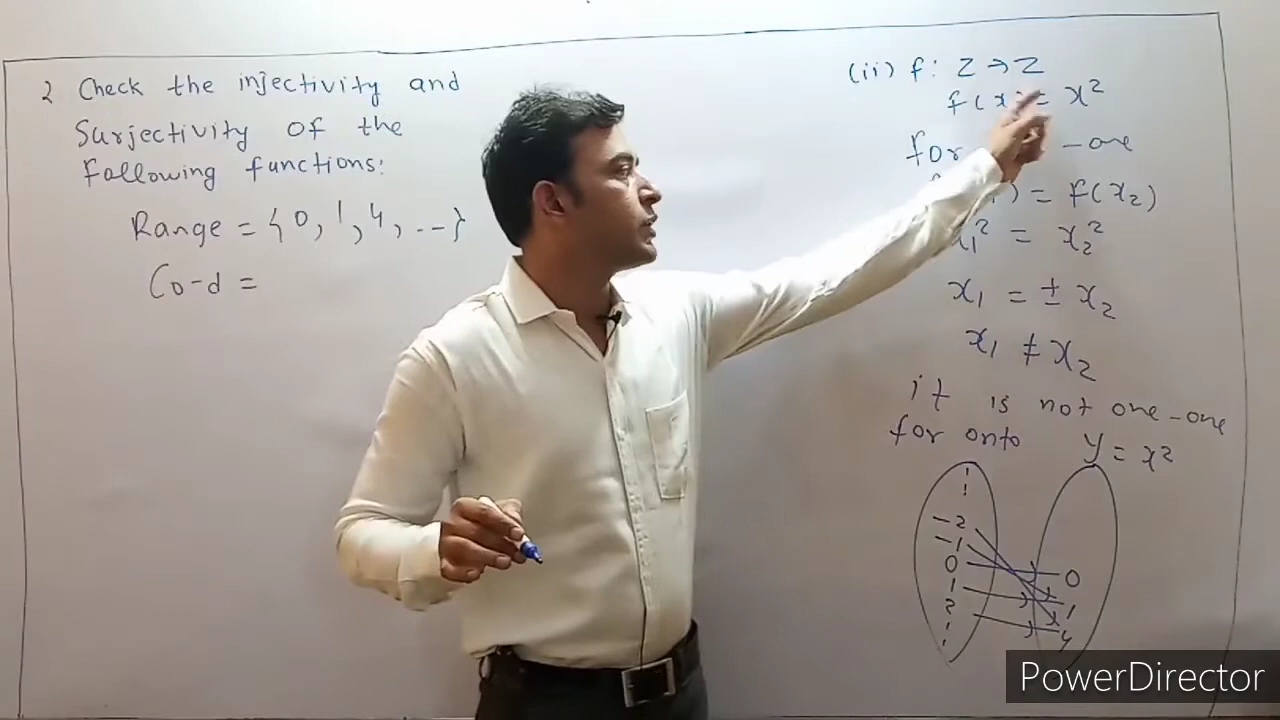 2 Check the injectivity and
Surjectivity of the
following functions:
Range = {0, 1, 4, ---}
Co-d =
(ii) f: Z → Z
f(x) = x²
for -one
) = f(x₂)
x₁² = x₂²
x₁ = ± x₂
x₁ ≠ x₂
it is not one-one
for onto y = x²
-2
-1
0 0
1 1
2 4
PowerDirector